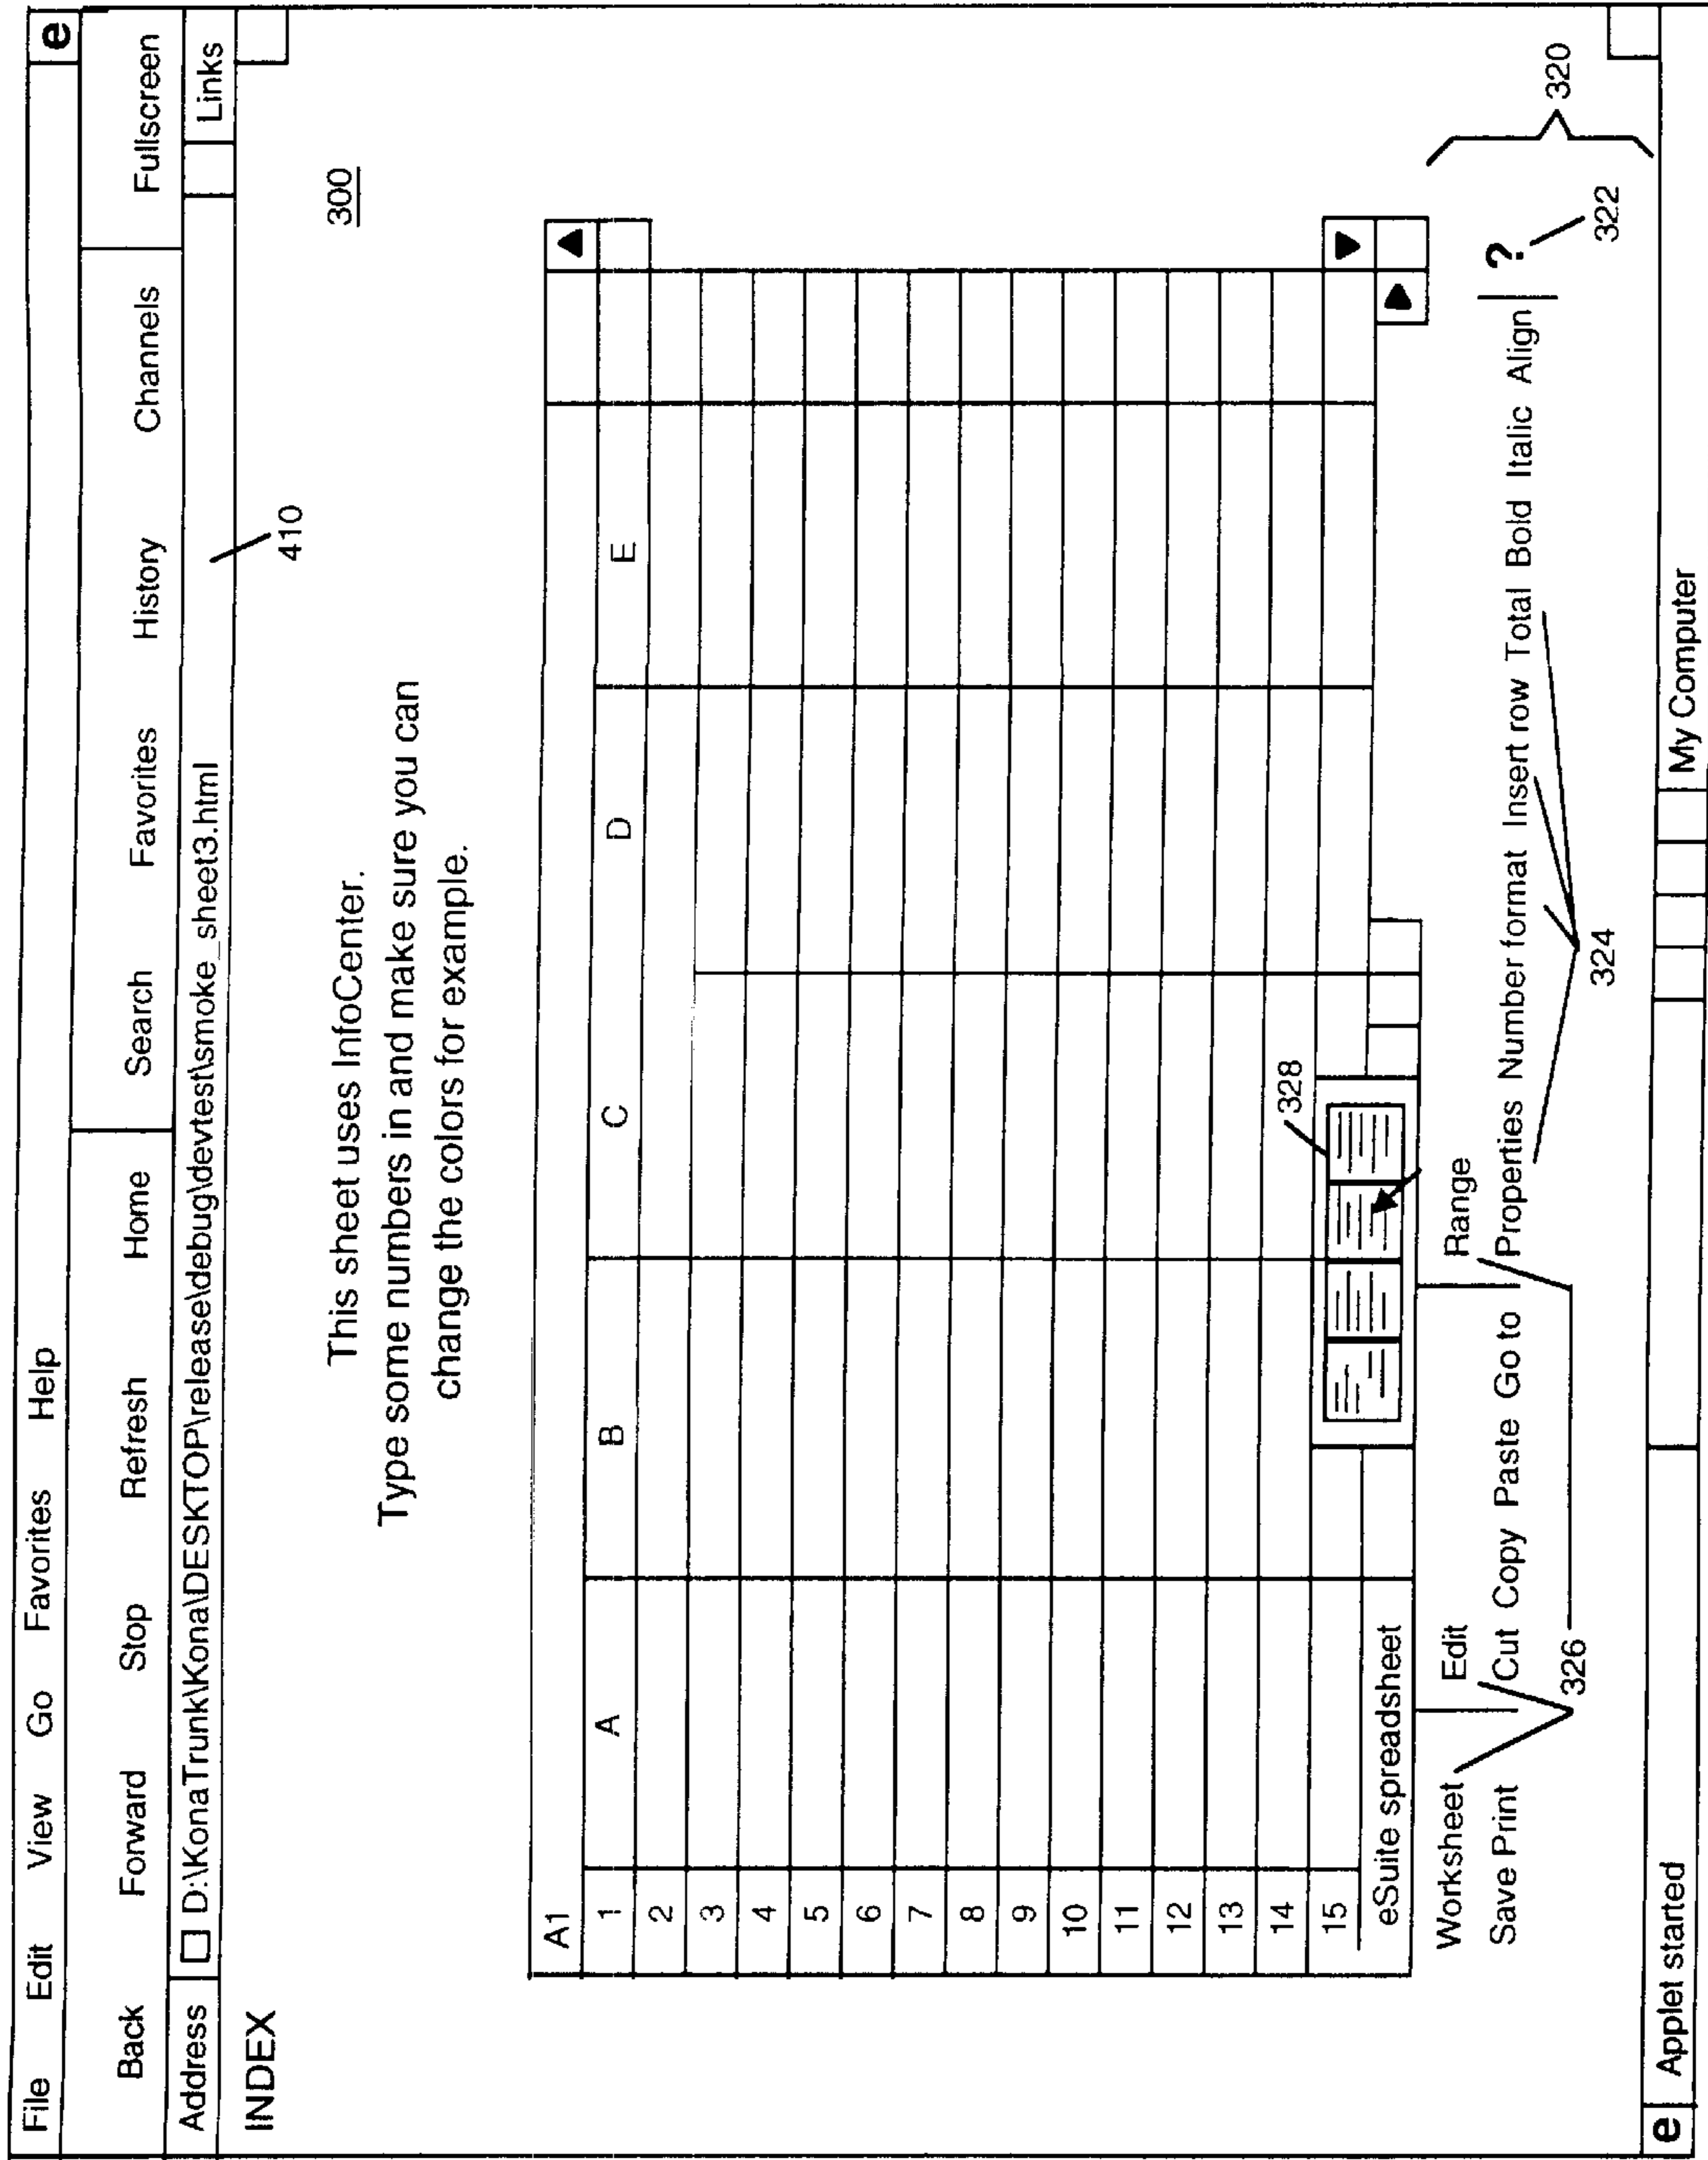 File Edit View Go Favorites Help e
Back Forward Stop Refresh Home Search Favorites History Channels Fullscreen
Address D:\KonaTrunk\Kona\DESKTOP\release\debug\devtest\smoke_sheet3.html Links
410
INDEX
300
This sheet uses InfoCenter.
Type some numbers in and make sure you can
change the colors for example.
A1
1 A B C D E
2
3
4
5
6
7
8
9
10
11
12
13
14
15
328
eSuite spreadsheet
Worksheet Edit Range
Save Print Cut Copy Paste Go to Properties Number format Insert row Total Bold Italic Align ?
320
322
324
326
e Applet started My Computer